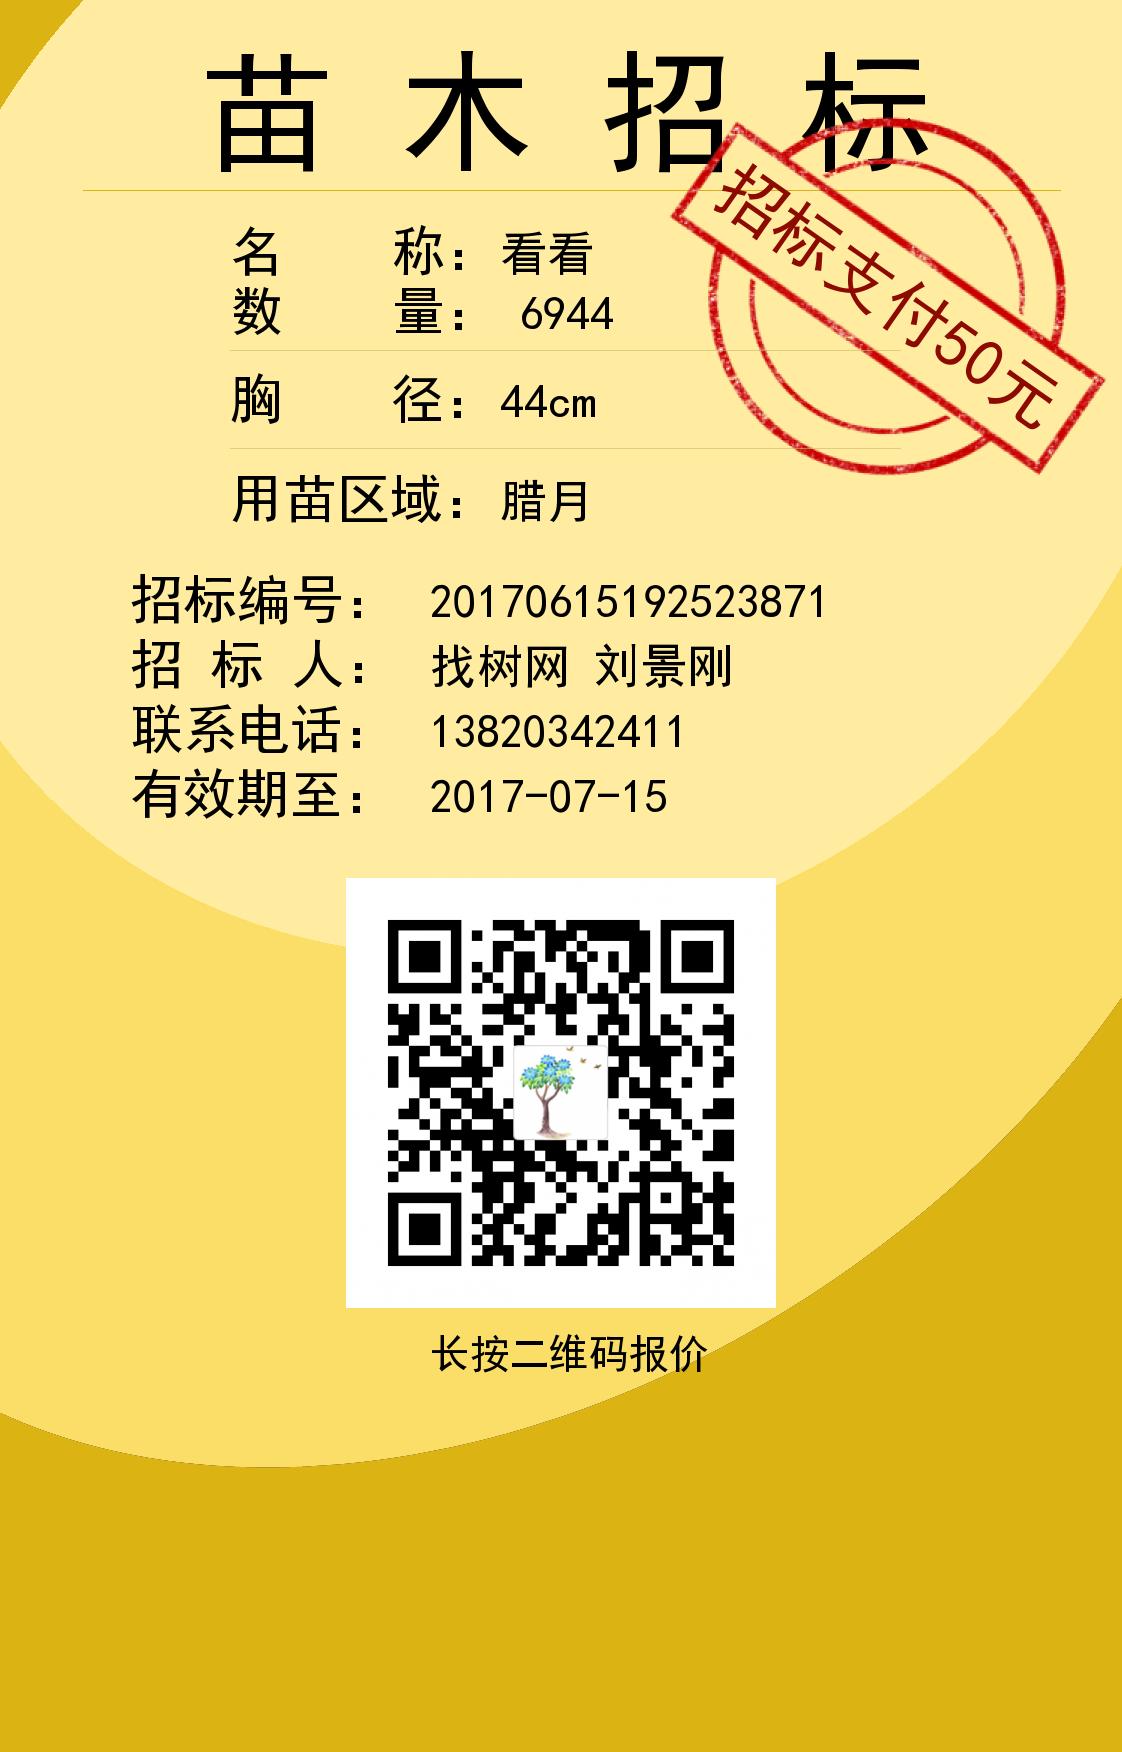 苗木招标
招标支付50元
名 称：看看
数 量： 6944
胸 径：44cm
用苗区域：腊月
招标编号： 20170615192523871
招 标 人： 找树网 刘景刚
联系电话： 13820342411
有效期至： 2017-07-15
长按二维码报价